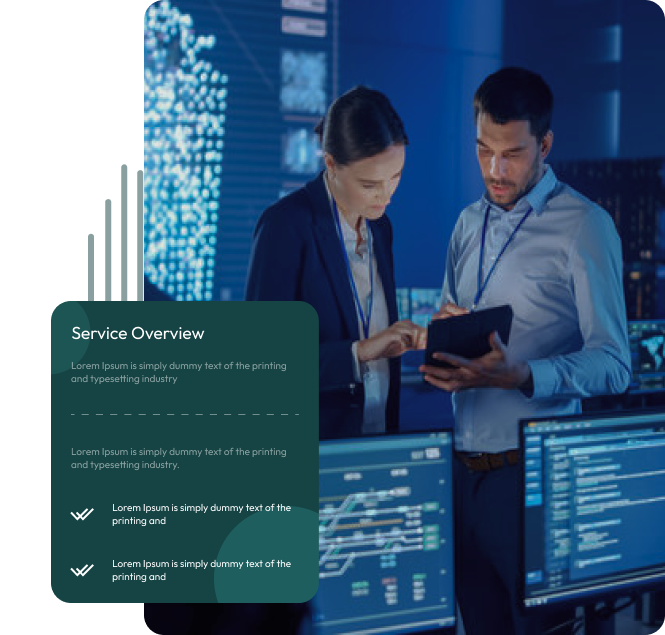 Service Overview
Lorem Ipsum is simply dummy text of the printing
and typesetting industry
Lorem Ipsum is simply dummy text of the printing
and typesetting industry.
Lorem Ipsum is simply dummy text of the
printing and
Lorem Ipsum is simply dummy text of the
printing and